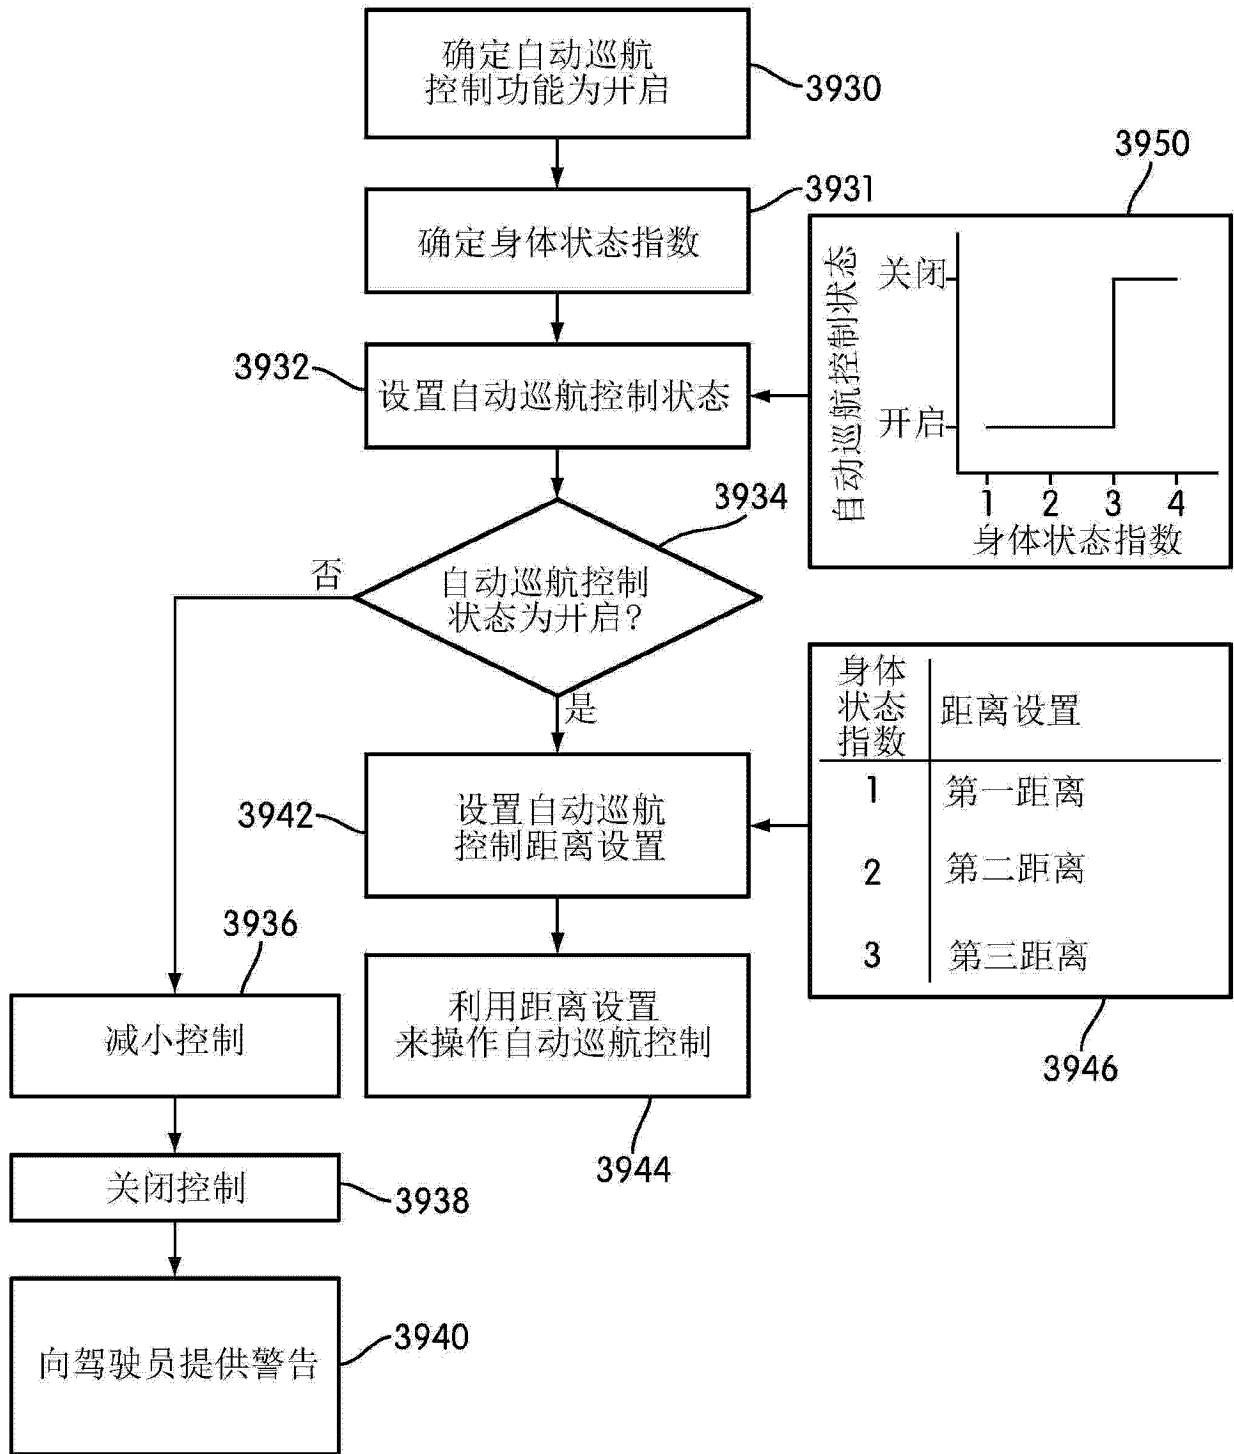 确定自动巡航
控制功能为开启
3930
确定身体状态指数
3931
3950
自动巡航控制状态
关闭
开启
1 2 3 4
身体状态指数
3932
设置自动巡航控制状态
3934
否
自动巡航控制
状态为开启?
是
3942
设置自动巡航
控制距离设置
身体
状态
指数
距离设置
1 第一距离
2 第二距离
3 第三距离
3946
利用距离设置
来操作自动巡航控制
3944
3936
减小控制
关闭控制
3938
向驾驶员提供警告
3940